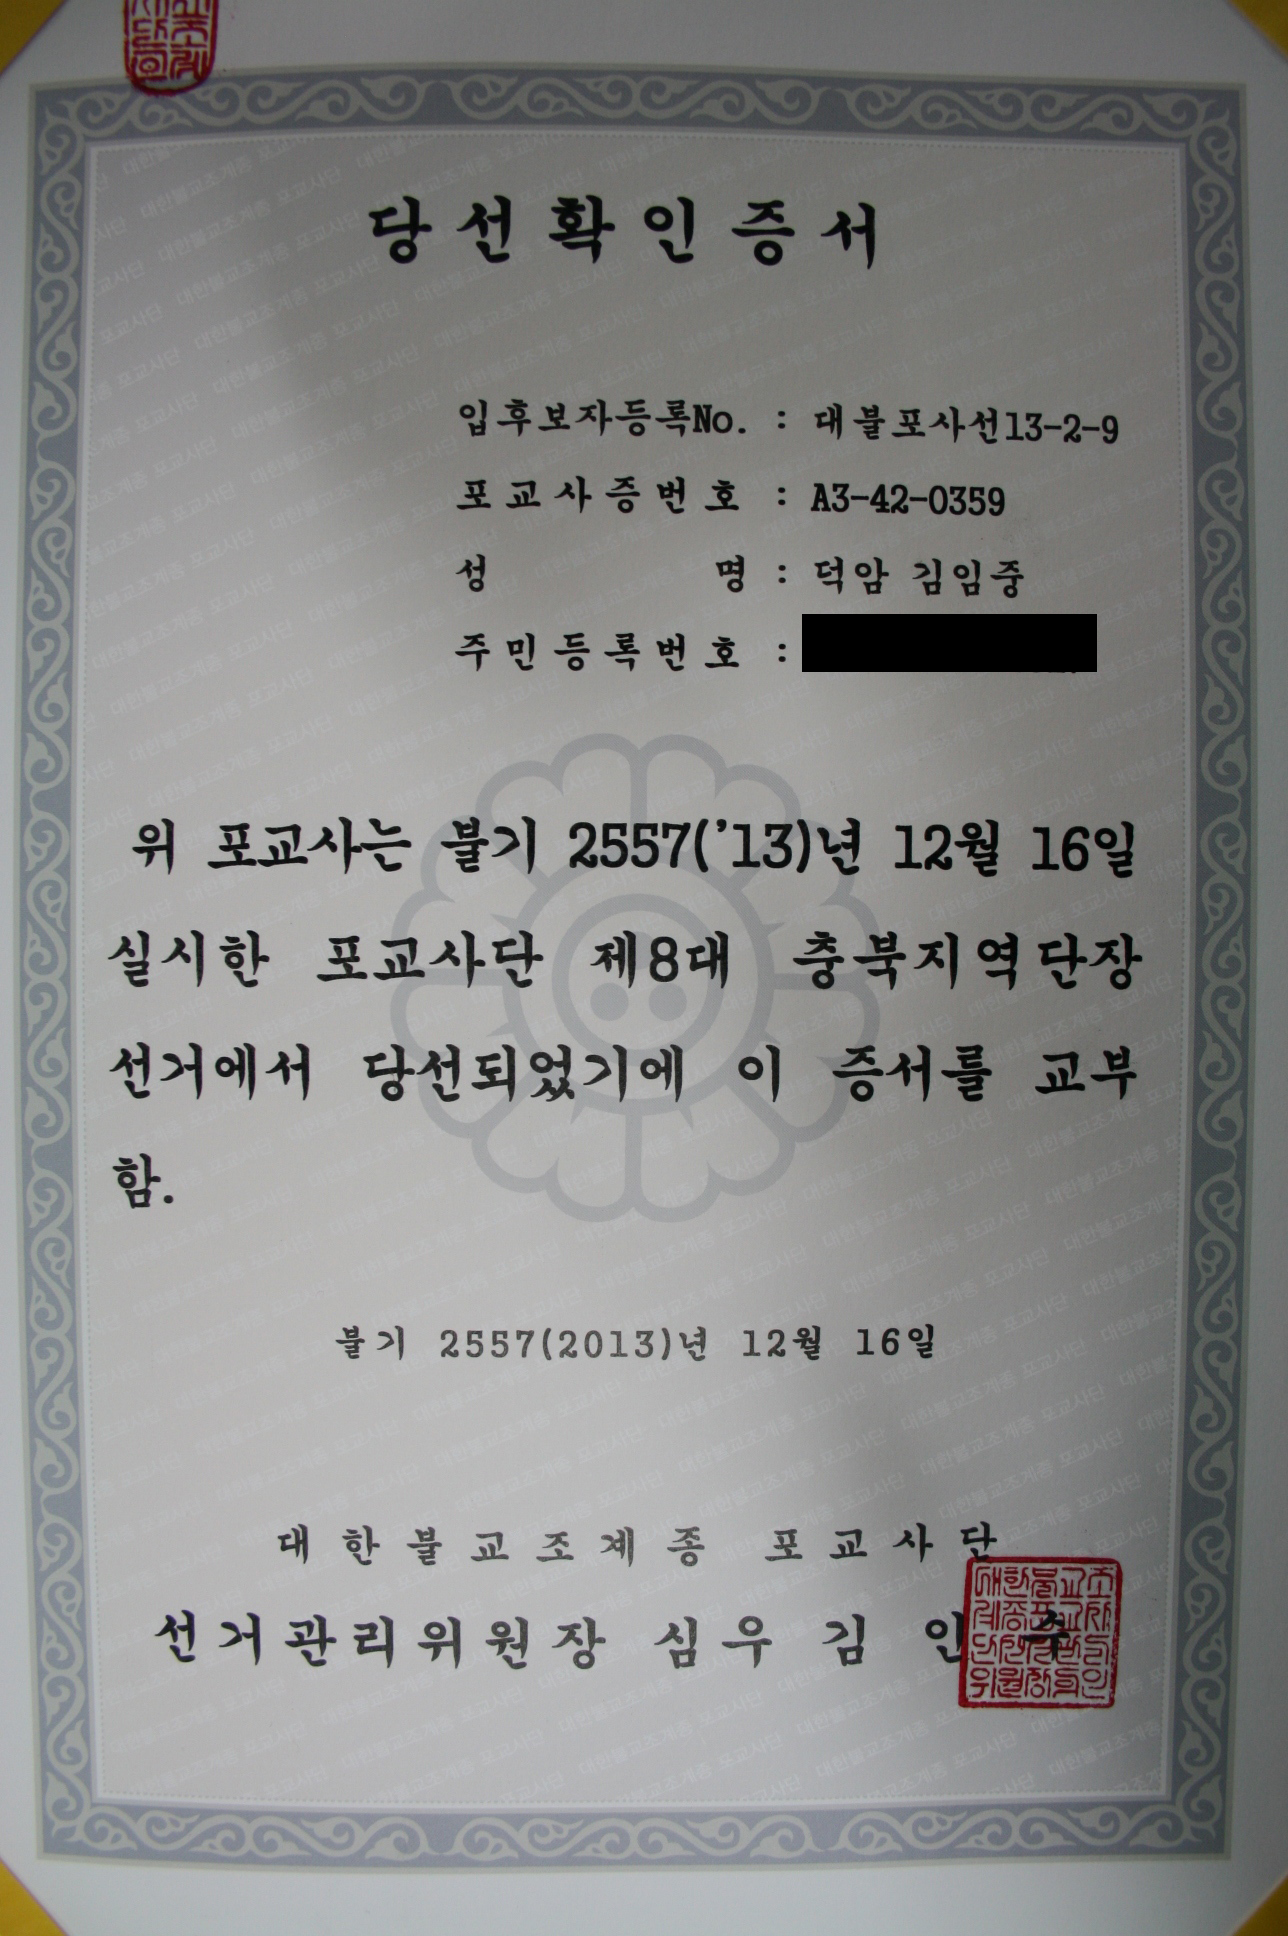 당선확인증서
입후보자등록No. : 대불포사선13-2-9
포교사증번호 : A3-42-0359
성 명 : 덕암 김임중
주민등록번호 :
위 포교사는 불기 2557('13)년 12월 16일
실시한 포교사단 제8대 충북지역단장
선거에서 당선되었기에 이 증서를 교부
함.
불기 2557(2013)년 12월 16일
대한불교조계종 포교사단
선거관리위원장 심우 김 인 수